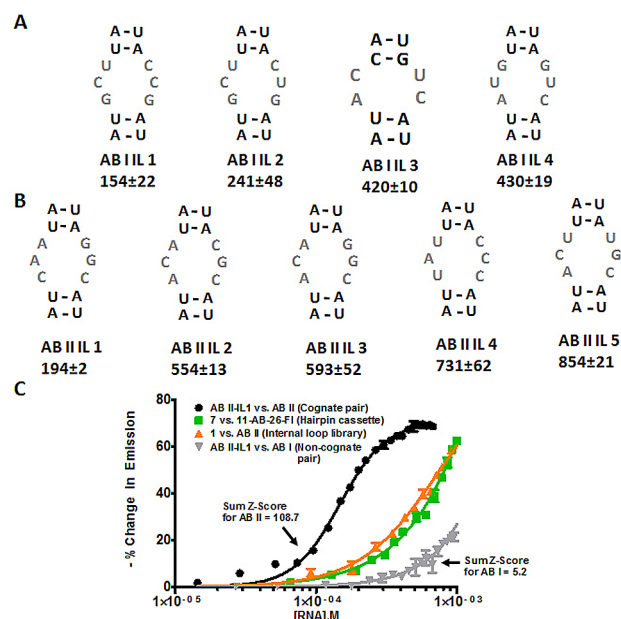 A
A-U
U-A
U C
C C
G G
U-A
A-U
AB I IL 1
154±22
A-U
U-A
U C
C U
G G
U-A
A-U
AB I IL 2
241±48
A-U
C-G
C U
A C
U-A
A-U
AB I IL 3
420±10
A-U
U-A
G G
U U
A C
U-A
A-U
AB I IL 4
430±19
B
A-U
U-A
A G
A G
C C
U-A
A-U
AB II IL 1
194±2
A-U
U-A
A C
C G
A C
U-A
A-U
AB II IL 2
554±13
A-U
U-A
A G
C G
A C
U-A
A-U
AB II IL 3
593±52
A-U
U-A
U C
A C
U C
U-A
A-U
AB II IL 4
731±62
A-U
U-A
U U
C G
A C
U-A
A-U
AB II IL 5
854±21
C
- % Change In Emission
80
60
40
20
0
AB II-IL1 vs. AB II (Cognate pair)
7 vs. 11-AB-26-FI (Hairpin cassette)
1 vs. AB II (Internal loop library)
AB II-IL1 vs. AB I (Non-cognate
pair)
Sum Z-Score
for AB II = 108.7
Sum Z-Score
for AB I = 5.2
1×10-05 1×10-04 1×10-03
[RNA],M